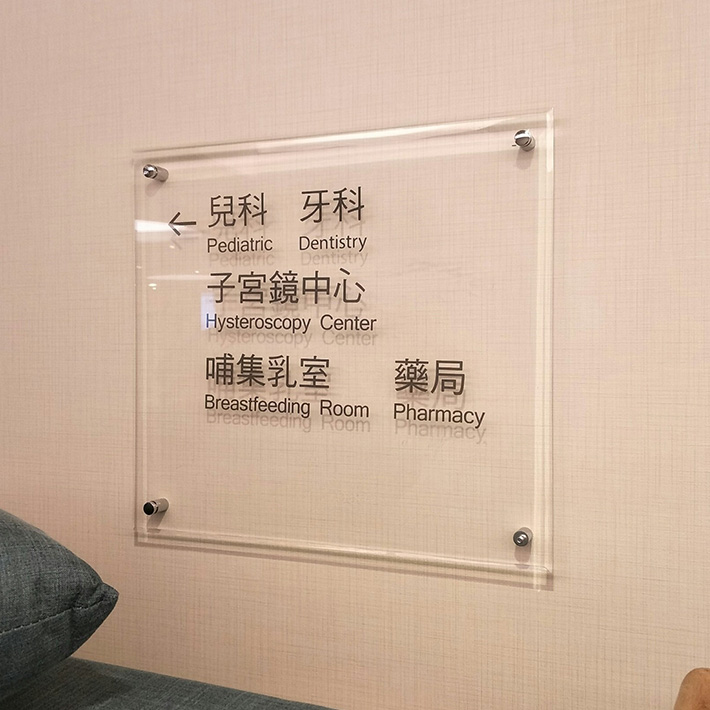 ← 兒科 牙科
Pediatric Dentistry
子宮鏡中心
Hysteroscopy Center
哺集乳室 藥局
Breastfeeding Room Pharmacy